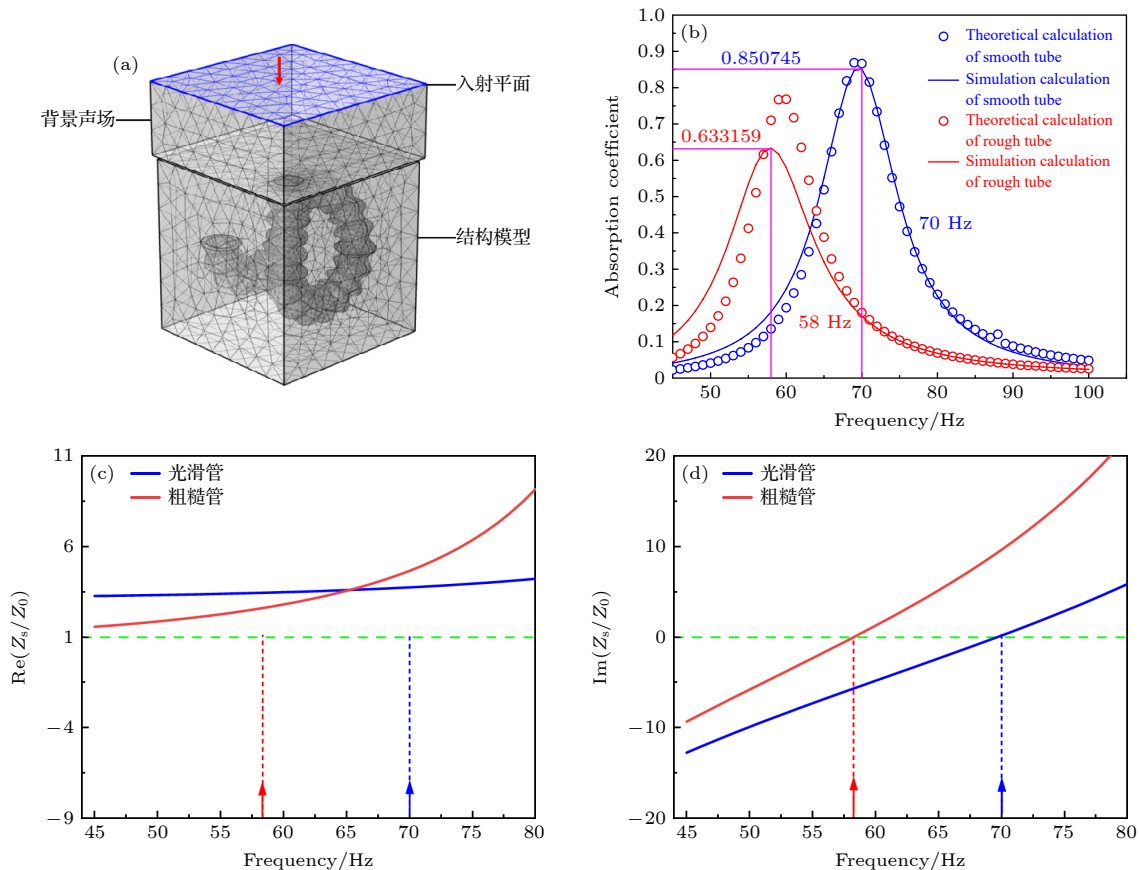 (a)
入射平面
背景声场
结构模型
(b)
Absorption coefficient
1.0
0.9
0.8
0.7
0.6
0.5
0.4
0.3
0.2
0.1
0
0.850745
0.633159
Theoretical calculation
of smooth tube
Simulation calculation
of smooth tube
Theoretical calculation
of rough tube
Simulation calculation
of rough tube
70 Hz
58 Hz
50 60 70 80 90 100
Frequency/Hz
(c)
光滑管
粗糙管
Re(Zs/Z0)
11
6
1
−4
−9
45 50 55 60 65 70 75 80
Frequency/Hz
(d)
光滑管
粗糙管
Im(Zs/Z0)
20
10
0
−10
−20
45 50 55 60 65 70 75 80
Frequency/Hz